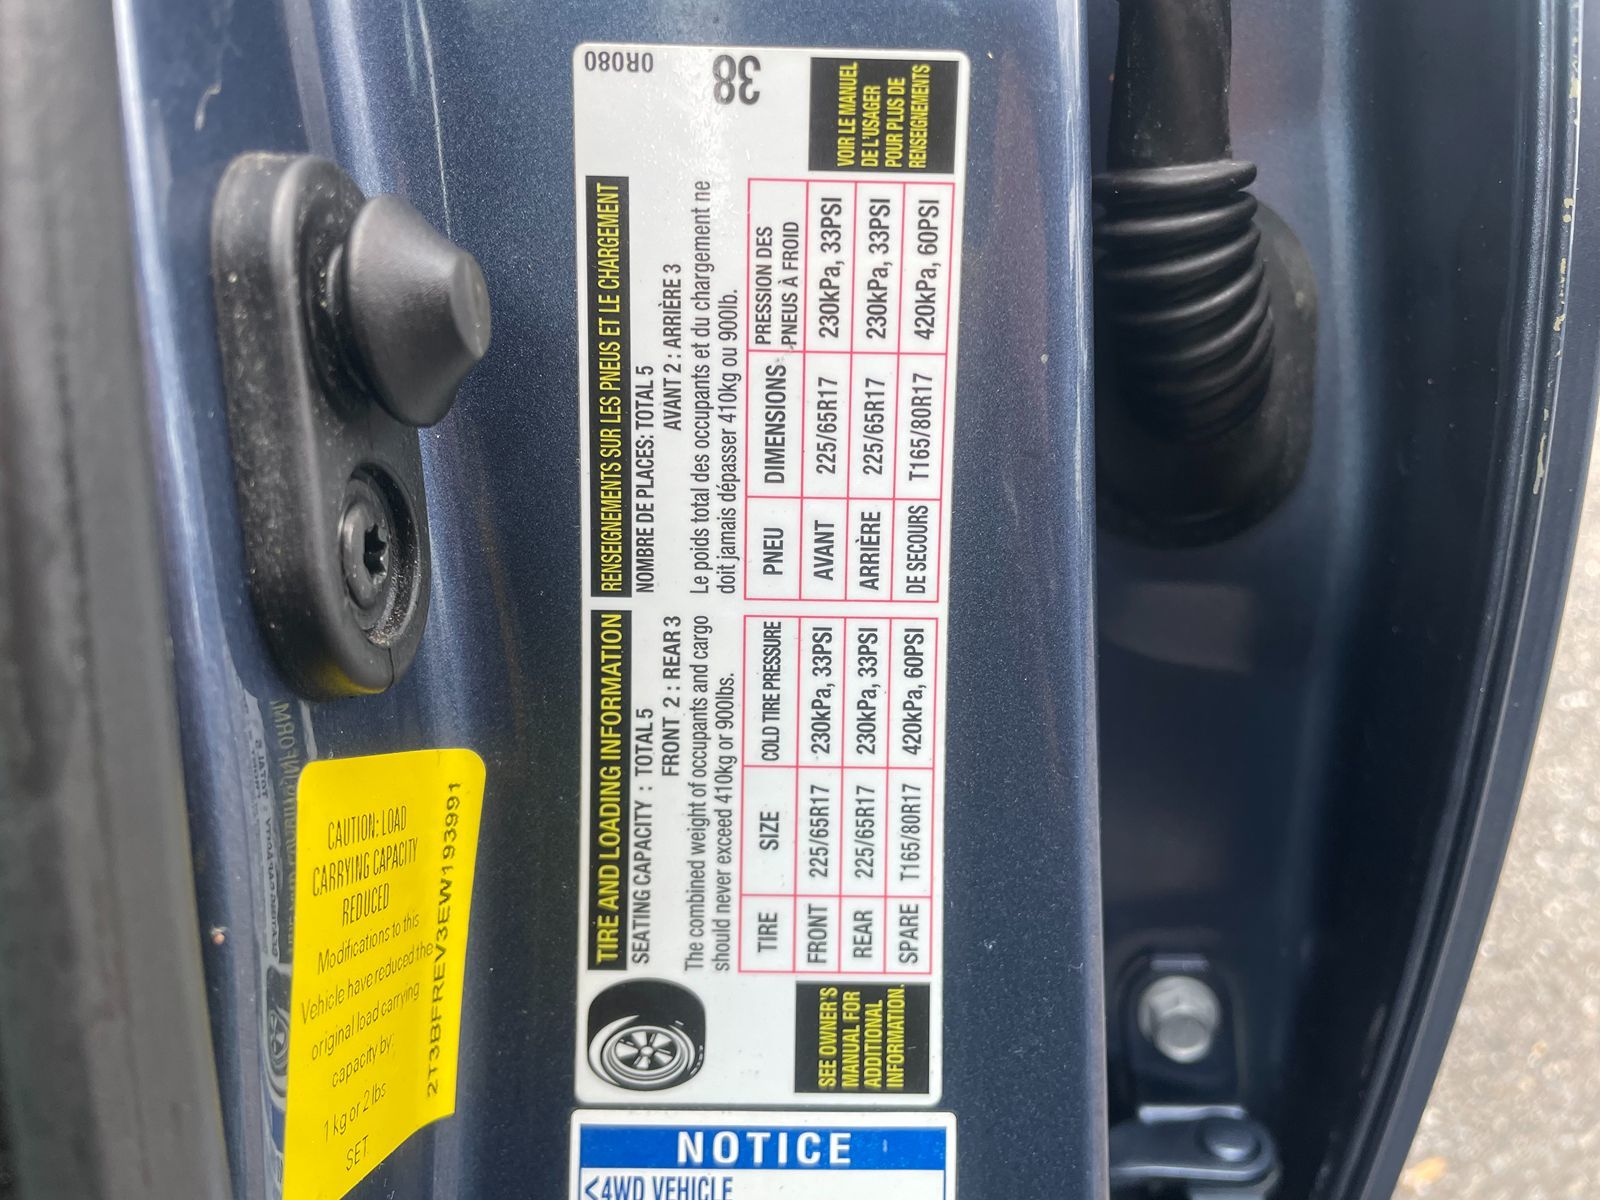 TIRE AND LOADING INFORMATION
SEATING CAPACITY : TOTAL 5
FRONT 2 : REAR 3
The combined weight of occupants and cargo
should never exceed 410kg or 900lbs.
TIRE SIZE COLD TIRE PRESSURE
FRONT 225/65R17 230kPa, 33PSI
REAR 225/65R17 230kPa, 33PSI
SPARE T165/80R17 420kPa, 60PSI
SEE OWNER'S
MANUAL FOR
ADDITIONAL
INFORMATION.
RENSEIGNEMENTS SUR LES PNEUS ET LE CHARGEMENT
NOMBRE DE PLACES: TOTAL 5
AVANT 2 : ARRIÈRE 3
Le poids total des occupants et du chargement ne
doit jamais dépasser 410kg ou 900lb.
PNEU DIMENSIONS PRESSION DES
PNEUS À FROID
AVANT 225/65R17 230kPa, 33PSI
ARRIÈRE 225/65R17 230kPa, 33PSI
DE SECOURS T165/80R17 420kPa, 60PSI
VOIR LE MANUEL
DE L'USAGER
POUR PLUS DE
RENSEIGNEMENTS
0R080
38
CAUTION: LOAD
CARRYING CAPACITY
REDUCED
Modifications to this
Vehicle have reduced the
original load carrying
capacity by:
1 kg or 2 lbs
SET
2T3BFREV3EW193991
NOTICE
<4WD VEHICLE